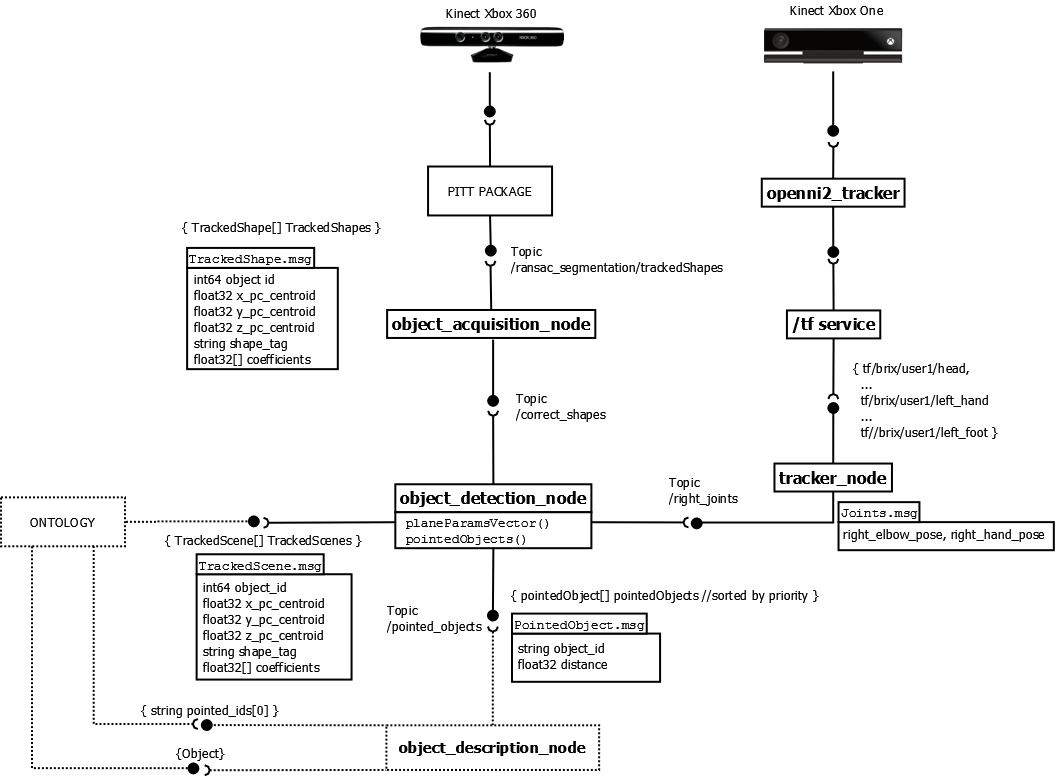 Kinect Xbox 360
Kinect Xbox One
XBOX 360
PITT PACKAGE
openni2_tracker
{ TrackedShape[] TrackedShapes }
TrackedShape.msg
int64 object id
float32 x_pc_centroid
float32 y_pc_centroid
float32 z_pc_centroid
string shape_tag
float32[] coefficients
Topic
/ransac_segmentation/trackedShapes
object_acquisition_node
/tf service
{ tf/brix/user1/head,
...
tf/brix/user1/left_hand
...
tf//brix/user1/left_foot }
Topic
/correct_shapes
tracker_node
Joints.msg
right_elbow_pose, right_hand_pose
Topic
/right_joints
object_detection_node
planeParamsVector()
pointedObjects()
ONTOLOGY
{ TrackedScene[] TrackedScenes }
TrackedScene.msg
int64 object_id
float32 x_pc_centroid
float32 y_pc_centroid
float32 z_pc_centroid
string shape_tag
float32[] coefficients
Topic
/pointed_objects
{ pointedObject[] pointedObjects //sorted by priority }
PointedObject.msg
string object_id
float32 distance
{ string pointed_ids[0] }
{Object}
object_description_node